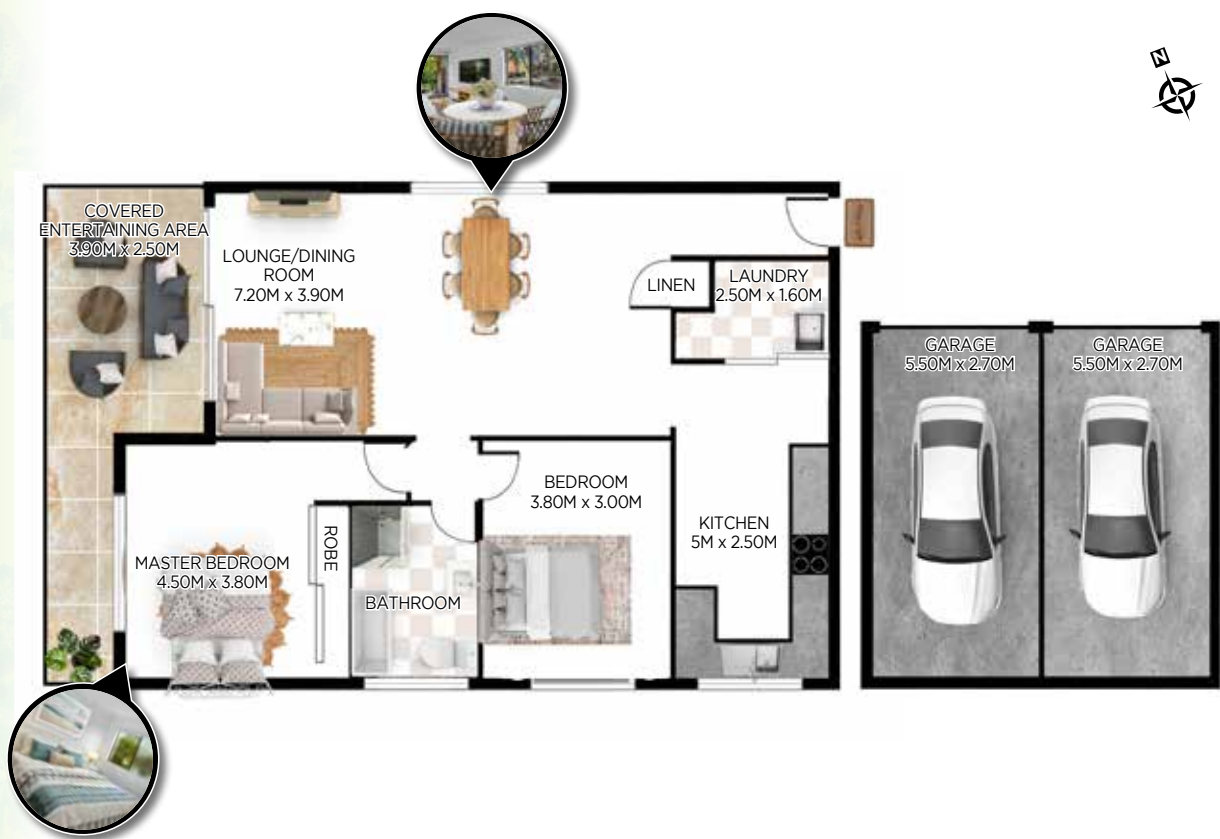 N
COVERED
ENTERTAINING AREA
3.90M x 2.50M
LOUNGE/DINING
ROOM
7.20M x 3.90M
LINEN
LAUNDRY
2.50M x 1.60M
GARAGE
5.50M x 2.70M
GARAGE
5.50M x 2.70M
BEDROOM
3.80M x 3.00M
KITCHEN
5M x 2.50M
ROBE
MASTER BEDROOM
4.50M x 3.80M
BATHROOM